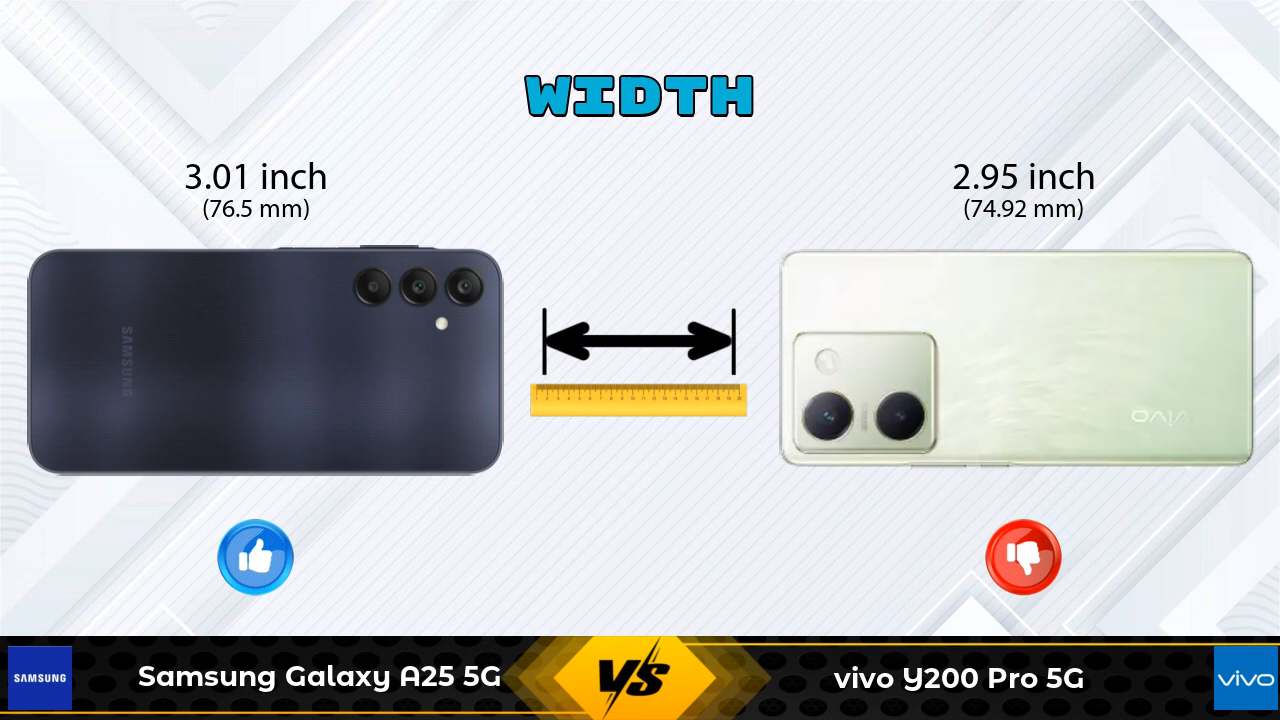 WIDTH
3.01 inch
(76.5 mm)
2.95 inch
(74.92 mm)
SAMSUNG
vivo
SAMSUNG
Samsung Galaxy A25 5G
VS
vivo Y200 Pro 5G
vivo